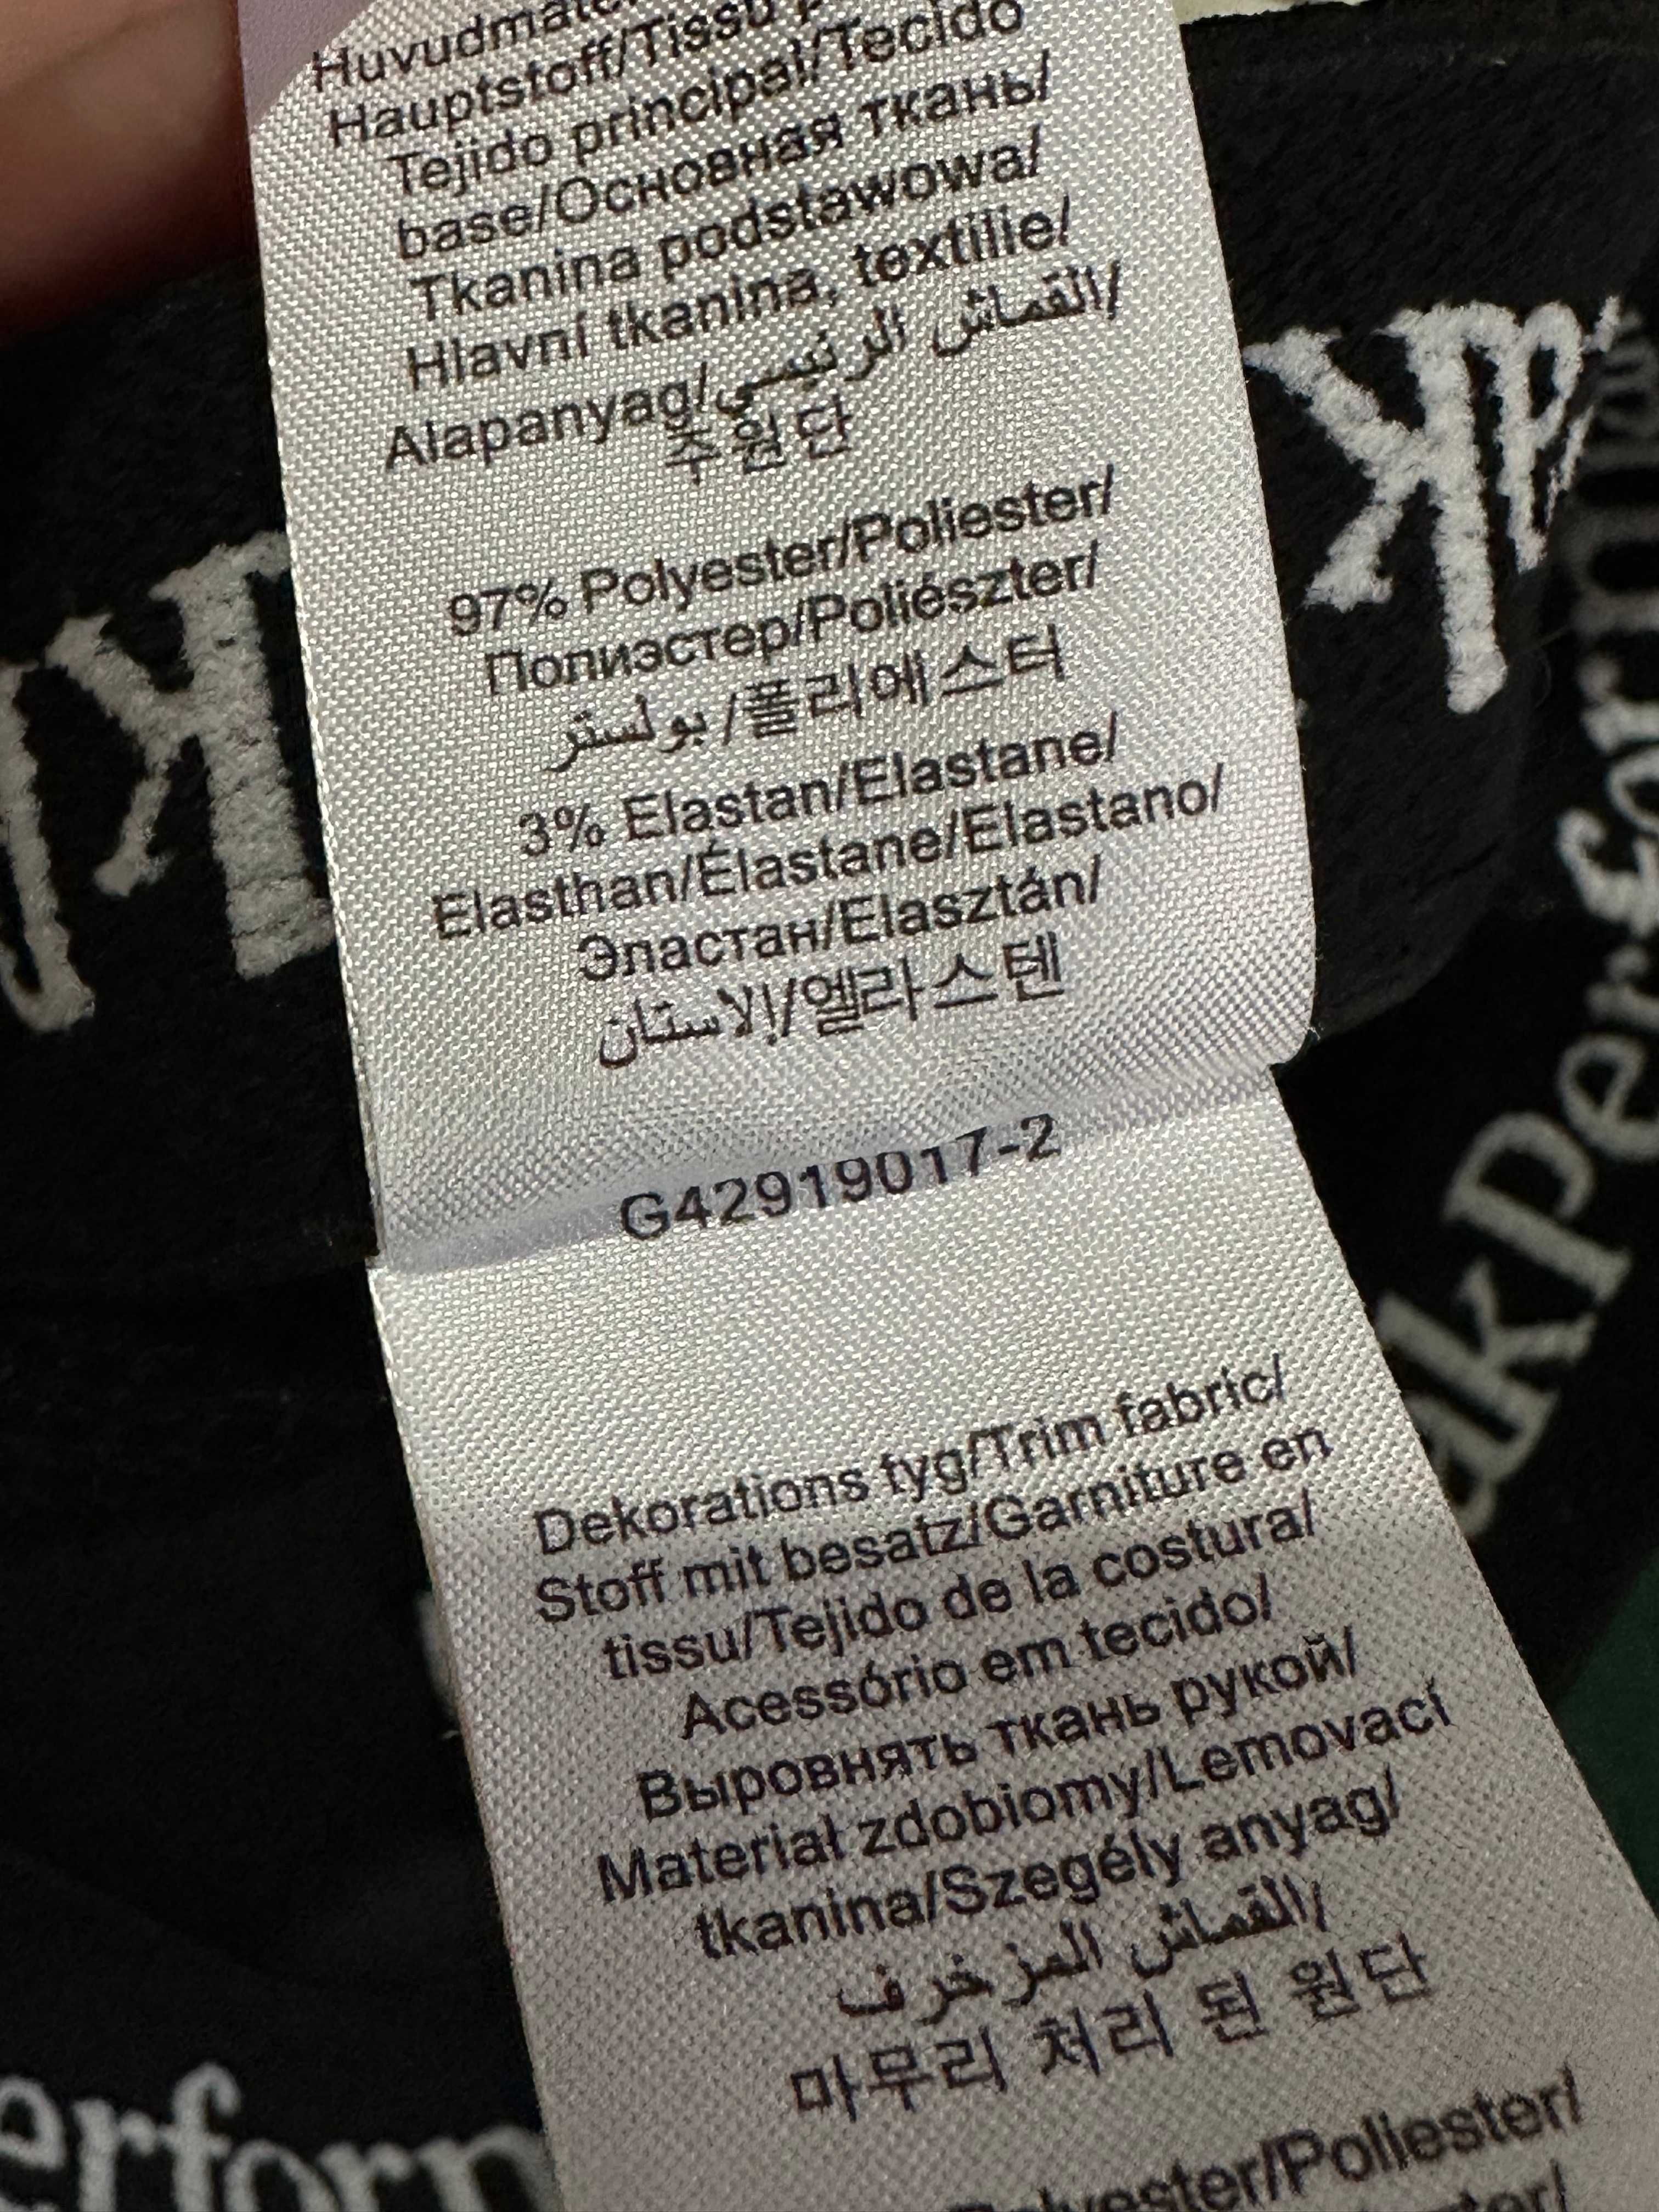 Hauptstoff/Tissu
Tejido principal/Tecido
base/Основная ткань/
Tkanina podstawowa/
Hlavní tkanina, textilie/
Alapanyag/القماش الرئيسي/
주원단
97% Polyester/Poliester/
Полиэстер/Poliészter/
بولستر/폴리에스터
3% Elastan/Elastane/
Elasthan/Élastane/Elastano/
Эластан/Elasztán/
إلاستان/엘라스텐
G42919017-2
Dekorations tyg/Trim fabric/
Stoff mit besatz/Garniture en
tissu/Tejido de la costura/
Acessório em tecido/
Выровнять ткань рукой/
Materiał zdobiomy/Lemovací
tkanina/Szegély anyag/
القماش المزخرف/
마무리 처리 된 원단
/Poliester/